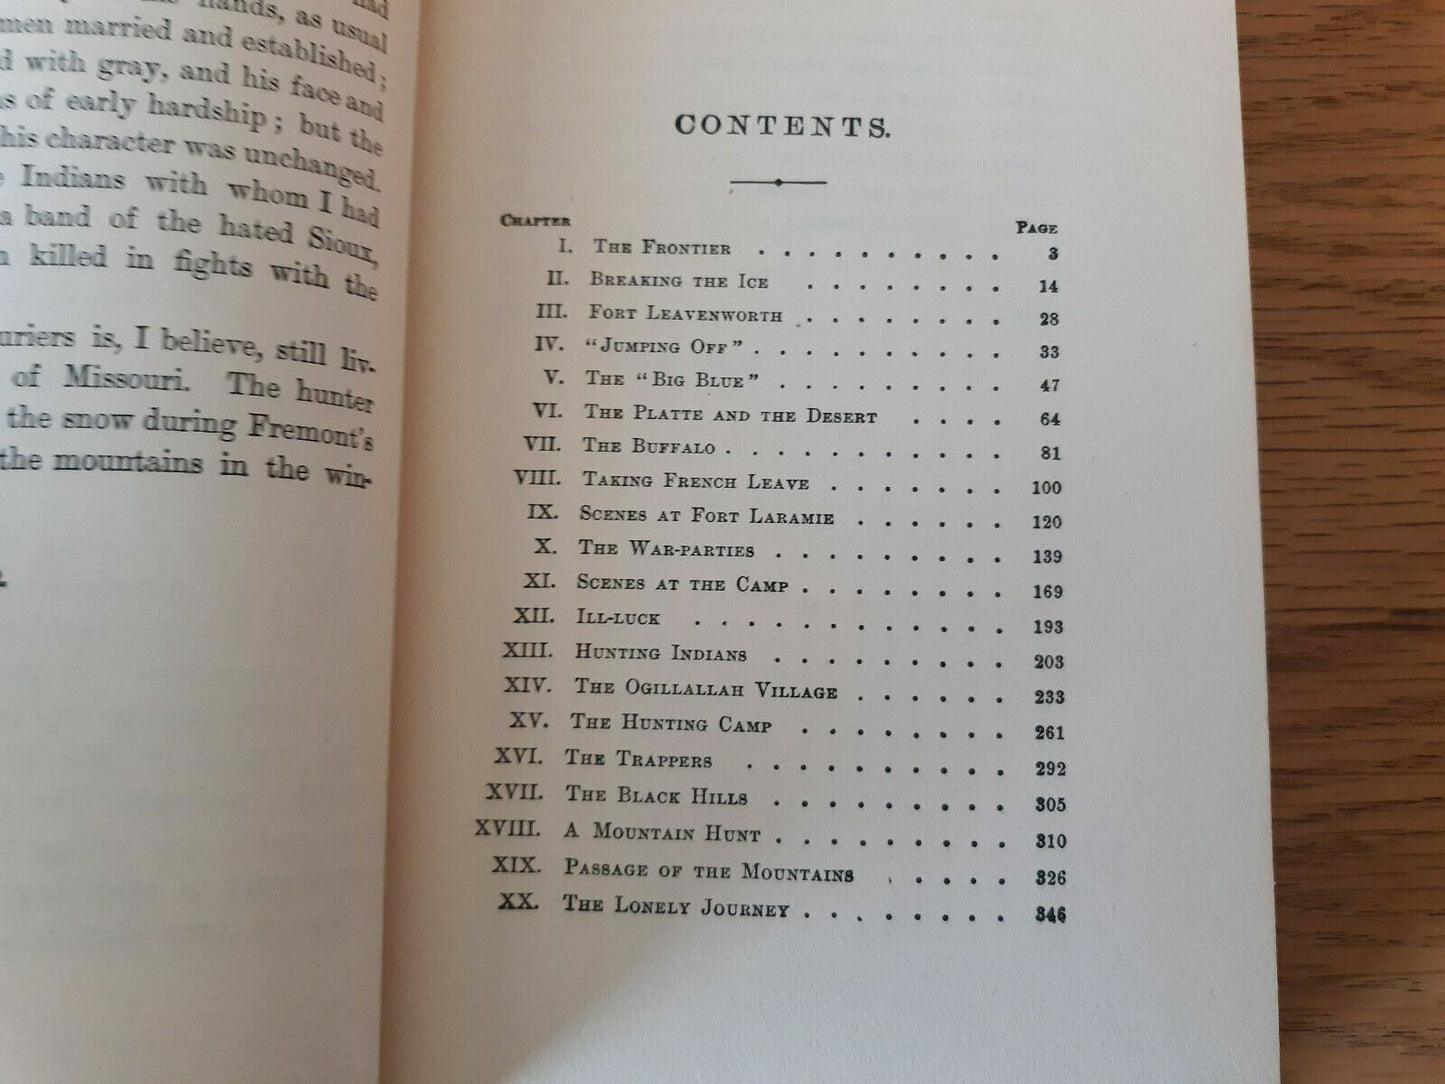 had
hands, as usual
men married and established;
with gray, and his face and
of early hardship; but the
his character was unchanged.
Indians with whom I had
a band of the hated Sioux,
killed in fights with the
is, I believe, still liv-
of Missouri. The hunter
the snow during Fremont's
the mountains in the win-
CONTENTS.
CHAPTER PAGE
I. THE FRONTIER . . . . . . . . . . 3
II. BREAKING THE ICE . . . . . . . . 14
III. FORT LEAVENWORTH . . . . . . . . 28
IV. "JUMPING OFF" . . . . . . . . . . 33
V. THE "BIG BLUE" . . . . . . . . . 47
VI. THE PLATTE AND THE DESERT . . . . 64
VII. THE BUFFALO . . . . . . . . . . . 81
VIII. TAKING FRENCH LEAVE . . . . . . . 100
IX. SCENES AT FORT LARAMIE . . . . . . 120
X. THE WAR-PARTIES . . . . . . . . . 139
XI. SCENES AT THE CAMP . . . . . . . . 169
XII. ILL-LUCK . . . . . . . . . . . . 193
XIII. HUNTING INDIANS . . . . . . . . . 203
XIV. THE OGILLALLAH VILLAGE . . . . . . 233
XV. THE HUNTING CAMP . . . . . . . . 261
XVI. THE TRAPPERS . . . . . . . . . . 292
XVII. THE BLACK HILLS . . . . . . . . . 305
XVIII. A MOUNTAIN HUNT . . . . . . . . . 310
XIX. PASSAGE OF THE MOUNTAINS . . . . . 326
XX. THE LONELY JOURNEY . . . . . . . . 346